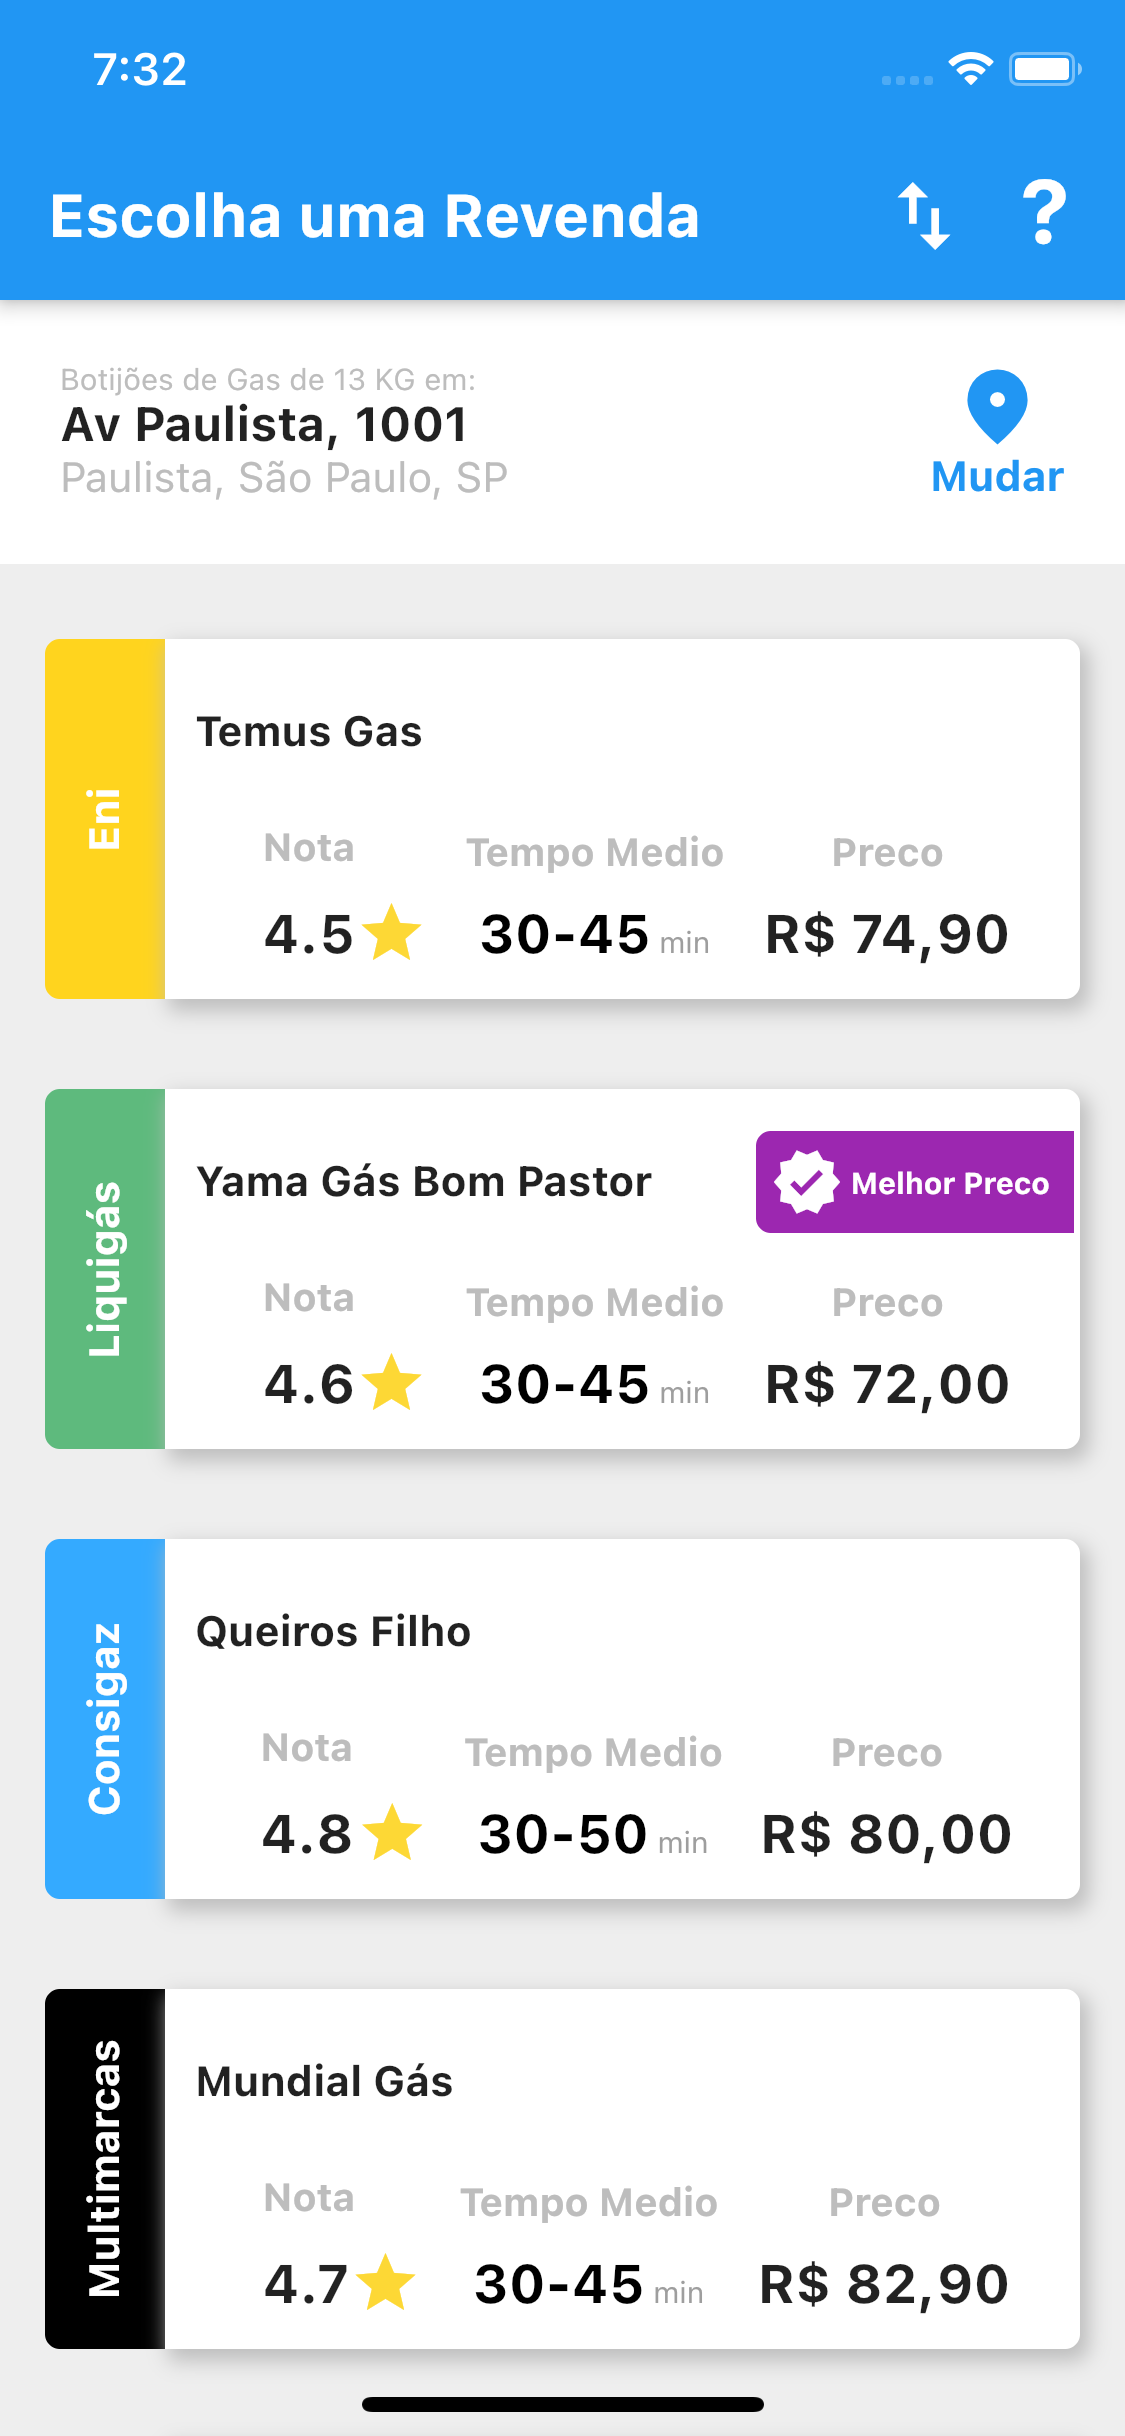 7:32
Escolha uma Revenda
?
Botijões de Gas de 13 KG em:
Av Paulista, 1001
Paulista, São Paulo, SP
Mudar
Eni
Temus Gas
Nota Tempo Medio Preco
4.5 30-45 min R$ 74,90
Liquigás
Yama Gás Bom Pastor
Melhor Preco
Nota Tempo Medio Preco
4.6 30-45 min R$ 72,00
Consigaz
Queiros Filho
Nota Tempo Medio Preco
4.8 30-50 min R$ 80,00
Multimarcas
Mundial Gás
Nota Tempo Medio Preco
4.7 30-45 min R$ 82,90